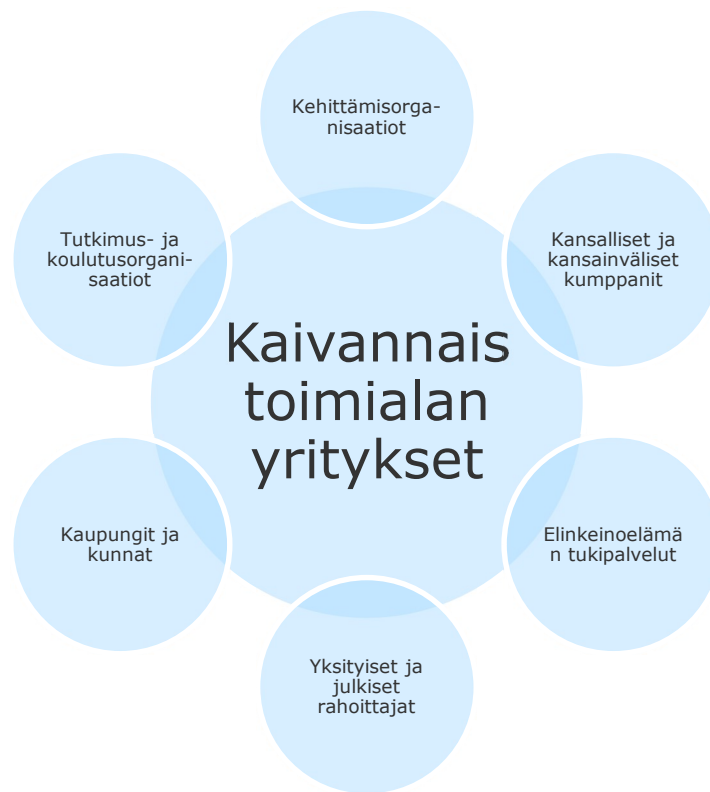 Kehittämisorga-
nisaatiot
Tutkimus- ja
koulutusorgani-
saatiot
Kansalliset ja
kansainväliset
kumppanit
Kaivannais
toimialan
yritykset
Kaupungit ja
kunnat
Elinkeinoelämä
n tukipalvelut
Yksityiset ja
julkiset
rahoittajat